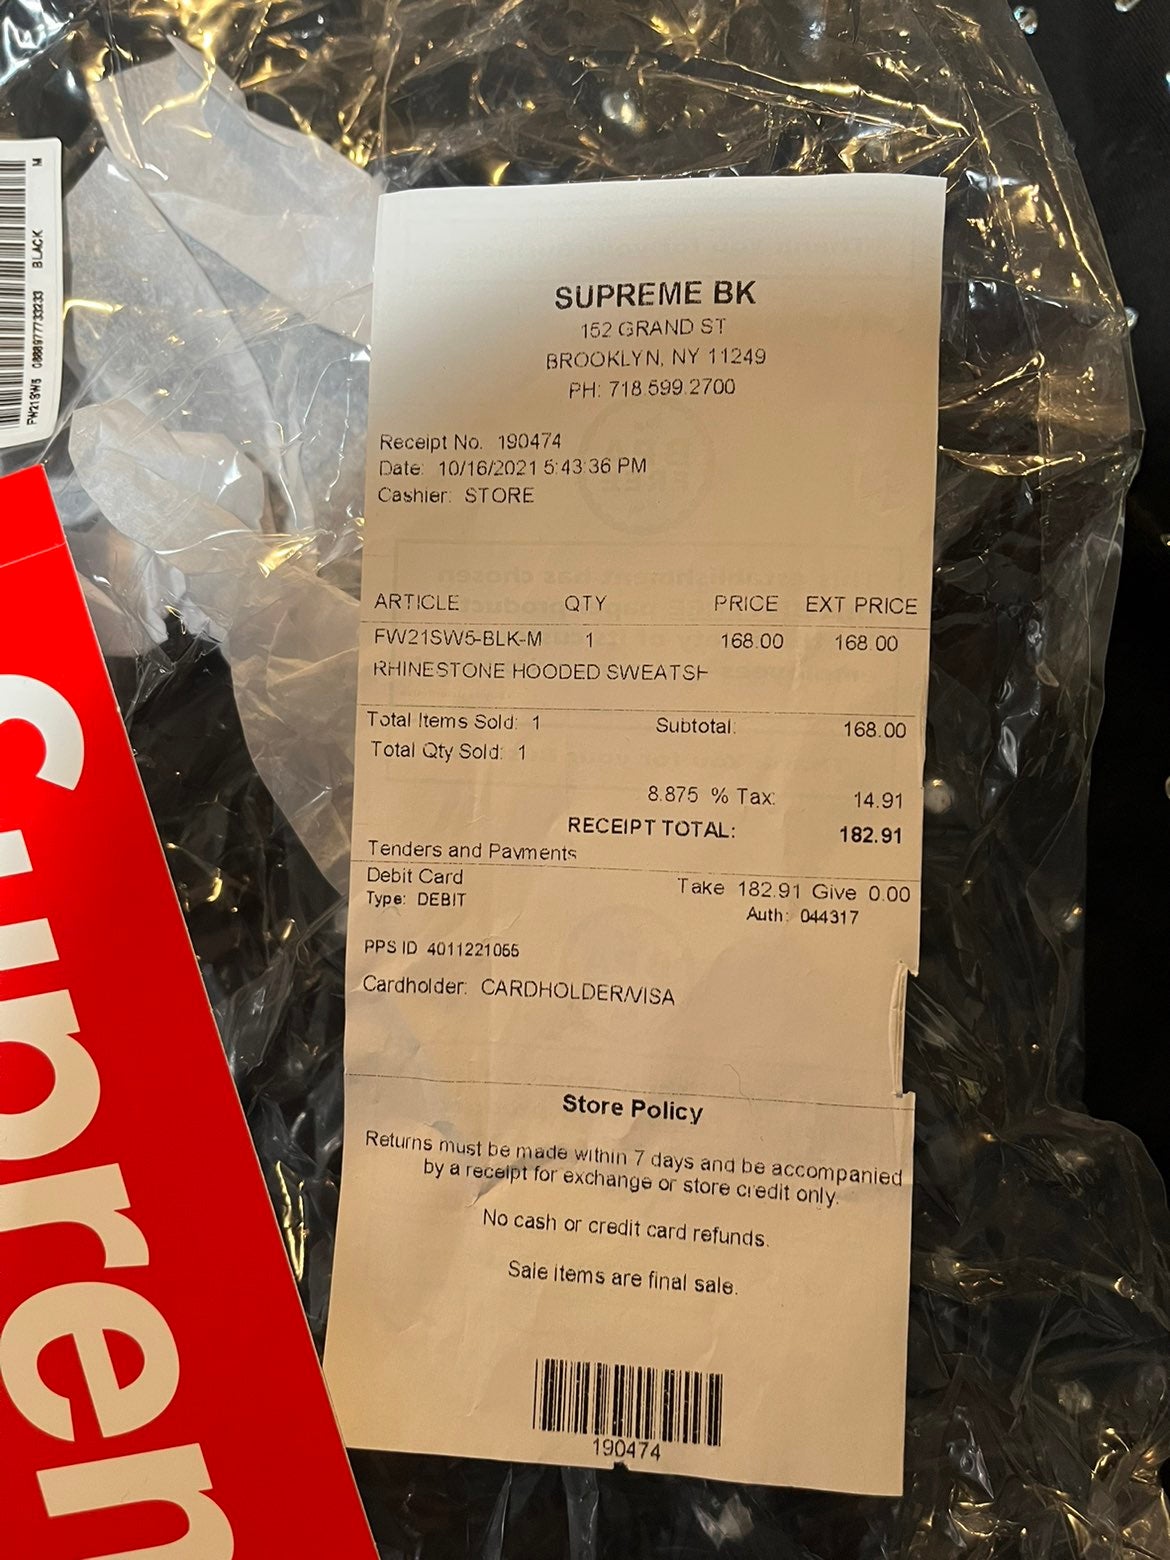 SUPREME BK
152 GRAND ST
BROOKLYN, NY 11249
PH: 718.599.2700
Receipt No. 190474
Date: 10/16/2021 5:43:36 PM
Cashier: STORE
ARTICLE QTY PRICE EXT PRICE
FW21SW5-BLK-M 1 168.00 168.00
RHINESTONE HOODED SWEATSH
Total Items Sold: 1 Subtotal: 168.00
Total Qty Sold: 1
8.875 % Tax: 14.91
RECEIPT TOTAL: 182.91
Tenders and Payments
Debit Card Take 182.91 Give 0.00
Type: DEBIT Auth: 044317
PPS ID 4011221055
Cardholder: CARDHOLDER/VISA
Store Policy
Returns must be made within 7 days and be accompanied
by a receipt for exchange or store credit only.
No cash or credit card refunds.
Sale items are final sale.
190474
M
BLACK
Supren